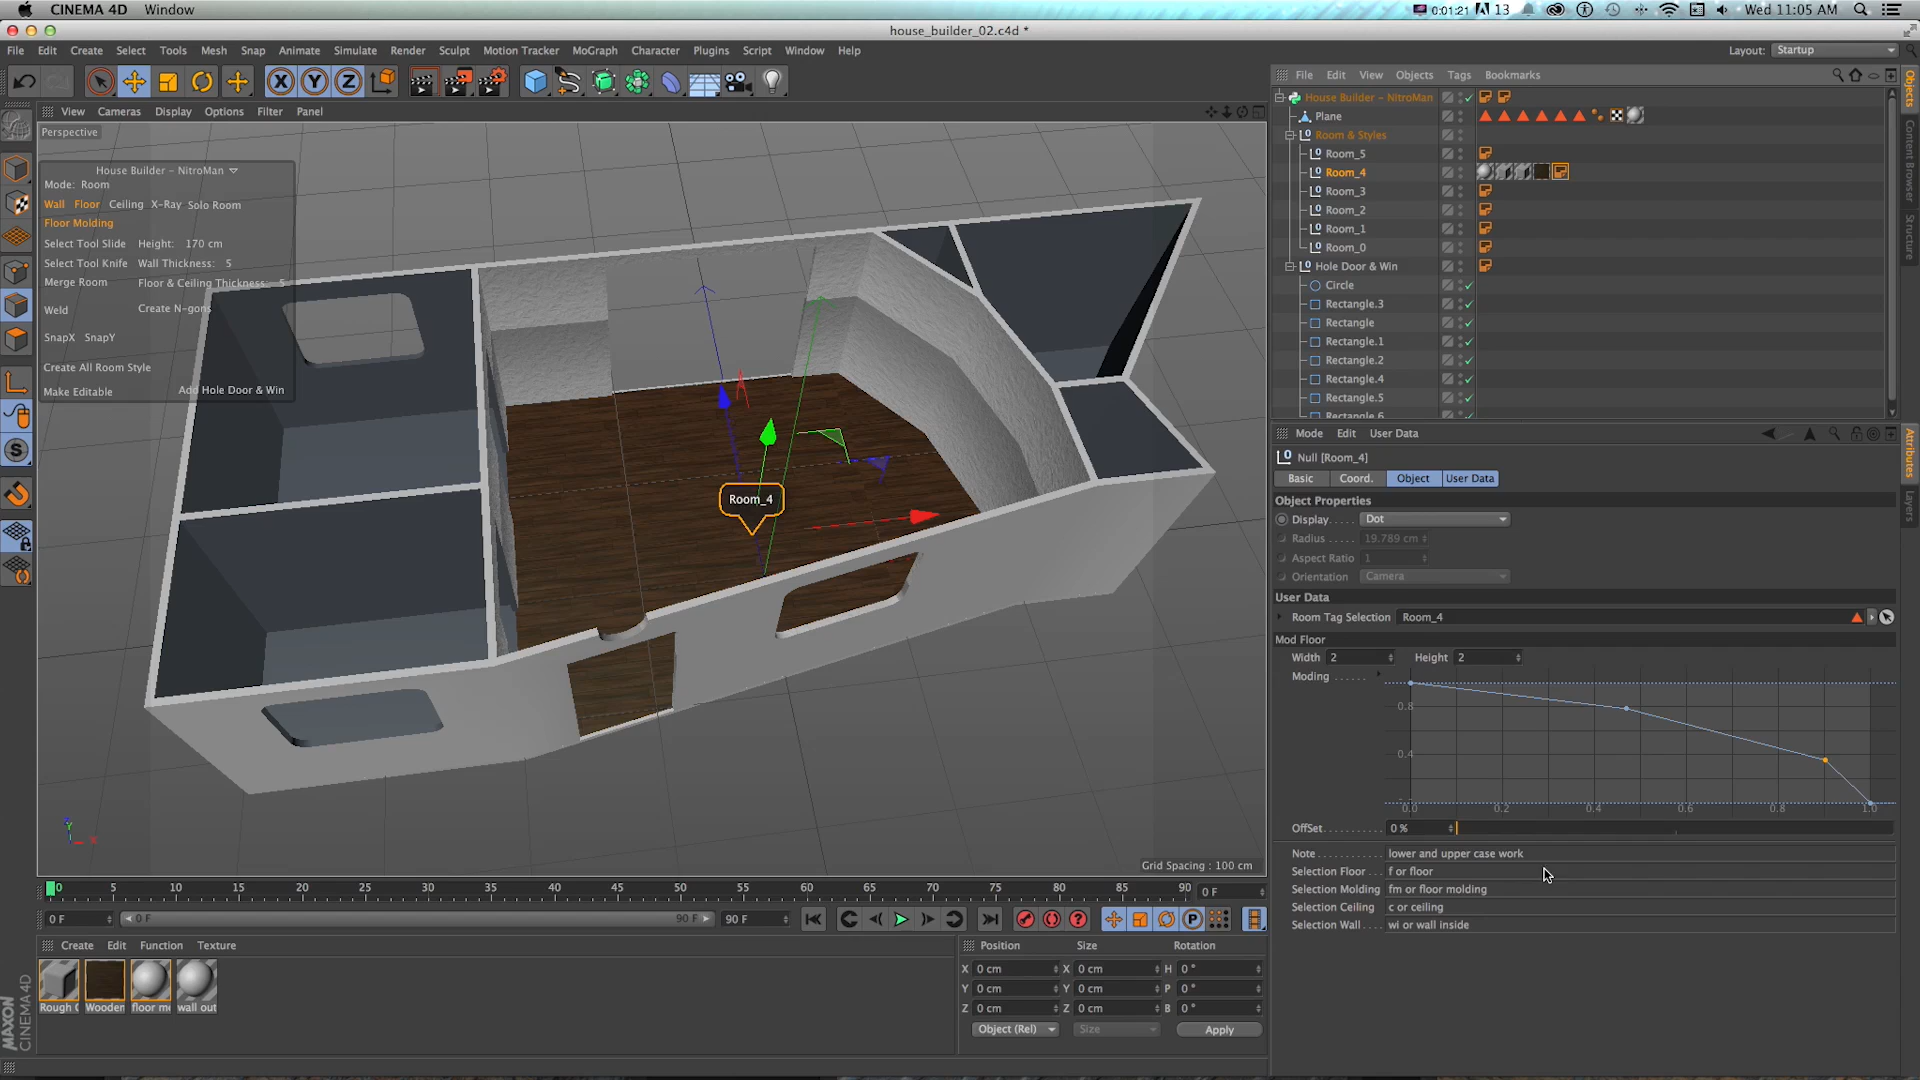 CINEMA 4D Window
0:01:21 13 Wed 11:05 AM
house_builder_02.c4d *
File Edit Create Select Tools Mesh Snap Animate Simulate Render Sculpt Motion Tracker MoGraph Character Plugins Script Window Help
Layout: Startup
X Y Z
File Edit View Objects Tags Bookmarks
View Cameras Display Options Filter Panel
Perspective
House Builder - NitroMan
Mode: Room
Wall Floor Ceiling X-Ray Solo Room
Floor Molding
Select Tool Slide Height: 170 cm
Select Tool Knife Wall Thickness: 5
Merge Room Floor & Ceiling Thickness: 5
Weld Create N-gons
SnapX SnapY
Create All Room Style
Make Editable Add Hole Door & Win
Room_4
Grid Spacing : 100 cm
House Builder - NitroMan
Plane
Room & Styles
Room_5
Room_4
Room_3
Room_2
Room_1
Room_0
Hole Door & Win
Circle
Rectangle.3
Rectangle
Rectangle.1
Rectangle.2
Rectangle.4
Rectangle.5
Rectangle.6
Objects
Content Browser
Structure
Attributes
Layers
Mode Edit User Data
Null [Room_4]
Basic Coord. Object User Data
Object Properties
Display Dot
Radius 19.789 cm
Aspect Ratio 1
Orientation Camera
User Data
Room Tag Selection Room_4
Mod Floor
Width 2 Height 2
Moding
0.8
0.4
0.0 0.2 0.4 0.6 0.8 1.0
OffSet 0 %
Note lower and upper case work
Selection Floor f or floor
Selection Molding fm or floor molding
Selection Ceiling c or ceiling
Selection Wall wi or wall inside
0 5 10 15 20 25 30 35 40 45 50 55 60 65 70 75 80 85 90 0 F
0 F 0 F 90 F 90 F
Create Edit Function Texture
Rough C Wooden floor mo wall out
Position Size Rotation
X 0 cm X 0 cm H 0 °
Y 0 cm Y 0 cm P 0 °
Z 0 cm Z 0 cm B 0 °
Object (Rel) Size Apply
MAXON
CINEMA 4D